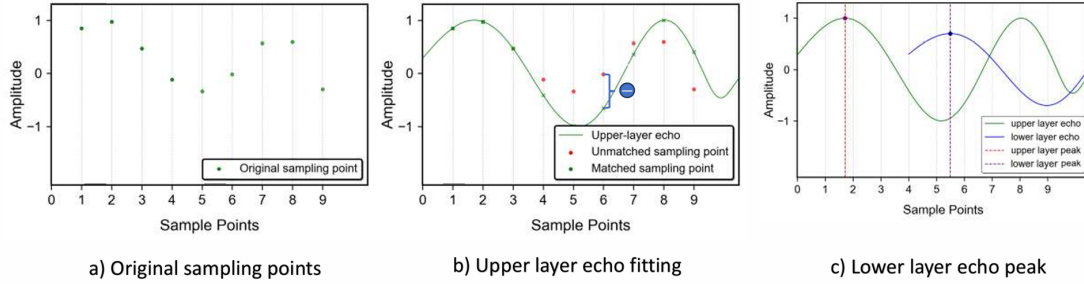 1
0
−1
Amplitude
0 1 2 3 4 5 6 7 8 9
Sample Points
Original sampling point
a) Original sampling points
1
0
−1
Amplitude
0 1 2 3 4 5 6 7 8 9
Sample Points
Upper-layer echo
Unmatched sampling point
Matched sampling point
b) Upper layer echo fitting
1
0
−1
Amplitude
0 1 2 3 4 5 6 7 8 9
Sample Points
upper layer echo
lower layer echo
upper layer peak
lower layer peak
c) Lower layer echo peak